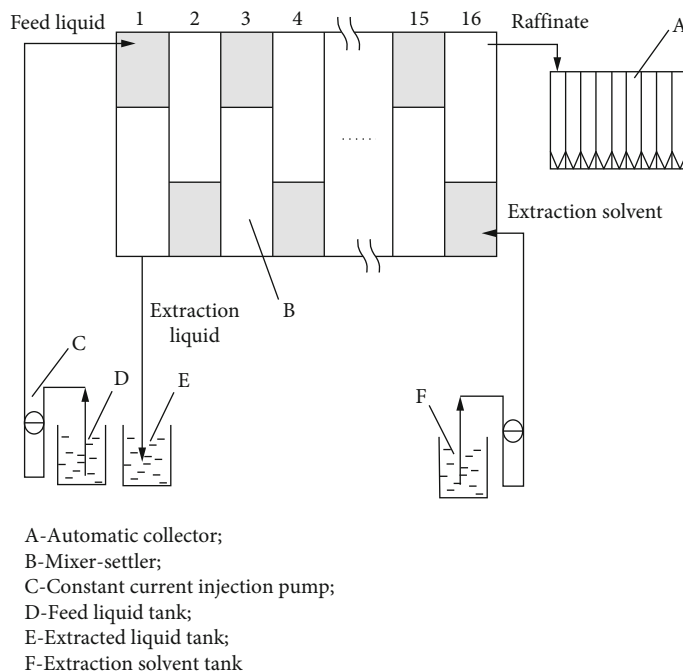 Feed liquid 1 2 3 4 15 16 Raffinate
A
.....
Extraction solvent
Extraction
liquid
B
C
D
E
F
A-Automatic collector;
B-Mixer-settler;
C-Constant current injection pump;
D-Feed liquid tank;
E-Extracted liquid tank;
F-Extraction solvent tank